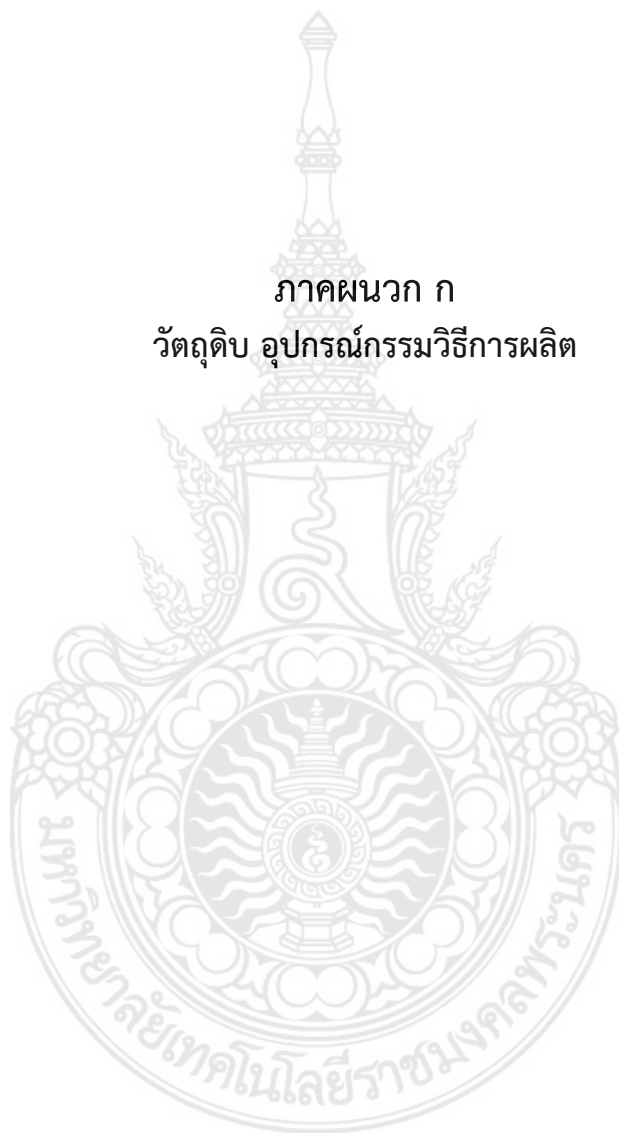 ภาคผนวก ก
วัตถุดิบ อุปกรณ์กรรมวิธีการผลิต
มหาวิทยาลัยเทคโนโลยีราชมงคลพระนคร